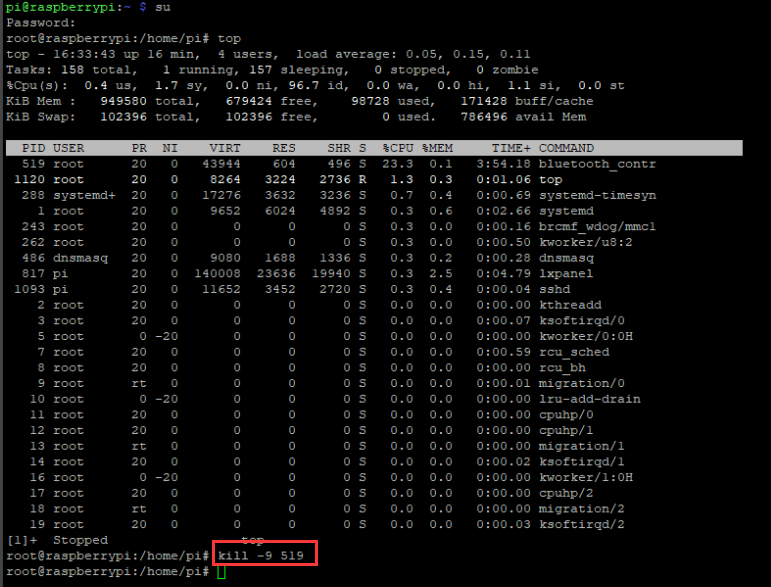 pi@raspberrypi:~ $ su
Password:
root@raspberrypi:/home/pi# top
top - 16:33:43 up 16 min,  4 users,  load average: 0.05, 0.15, 0.11
Tasks: 158 total,   1 running, 157 sleeping,   0 stopped,   0 zombie
%Cpu(s):  0.4 us,  1.7 sy,  0.0 ni, 96.7 id,  0.0 wa,  0.0 hi,  1.1 si,  0.0 st
KiB Mem :   949580 total,   679424 free,    98728 used,   171428 buff/cache
KiB Swap:   102396 total,   102396 free,        0 used.   786496 avail Mem
PID USER      PR  NI    VIRT    RES    SHR S  %CPU %MEM     TIME+ COMMAND
519 root      20   0   43944    604    496 S  23.3  0.1   3:54.18 bluetooth_contr
1120 root      20   0    8264   3224   2736 R   1.3  0.3   0:01.06 top
288 systemd+  20   0   17276   3632   3236 S   0.7  0.4   0:00.69 systemd-timesyn
1 root      20   0    9652   6024   4892 S   0.3  0.6   0:02.66 systemd
243 root      20   0       0      0      0 S   0.3  0.0   0:00.16 brcmf_wdog/mmc1
262 root      20   0       0      0      0 S   0.3  0.0   0:00.50 kworker/u8:2
486 dnsmasq   20   0    9080   1688   1336 S   0.3  0.2   0:00.28 dnsmasq
817 pi        20   0  140008  23636  19940 S   0.3  2.5   0:04.79 lxpanel
1093 pi        20   0   11652   3452   2720 S   0.3  0.4   0:00.04 sshd
2 root      20   0       0      0      0 S   0.0  0.0   0:00.00 kthreadd
3 root      20   0       0      0      0 S   0.0  0.0   0:00.07 ksoftirqd/0
5 root       0 -20       0      0      0 S   0.0  0.0   0:00.00 kworker/0:0H
7 root      20   0       0      0      0 S   0.0  0.0   0:00.59 rcu_sched
8 root      20   0       0      0      0 S   0.0  0.0   0:00.00 rcu_bh
9 root      rt   0       0      0      0 S   0.0  0.0   0:00.01 migration/0
10 root       0 -20       0      0      0 S   0.0  0.0   0:00.00 lru-add-drain
11 root      20   0       0      0      0 S   0.0  0.0   0:00.00 cpuhp/0
12 root      20   0       0      0      0 S   0.0  0.0   0:00.00 cpuhp/1
13 root      rt   0       0      0      0 S   0.0  0.0   0:00.00 migration/1
14 root      20   0       0      0      0 S   0.0  0.0   0:00.02 ksoftirqd/1
16 root       0 -20       0      0      0 S   0.0  0.0   0:00.00 kworker/1:0H
17 root      20   0       0      0      0 S   0.0  0.0   0:00.00 cpuhp/2
18 root      rt   0       0      0      0 S   0.0  0.0   0:00.00 migration/2
19 root      20   0       0      0      0 S   0.0  0.0   0:00.03 ksoftirqd/2
[1]+  Stopped                 top
root@raspberrypi:/home/pi# kill -9 519
root@raspberrypi:/home/pi#